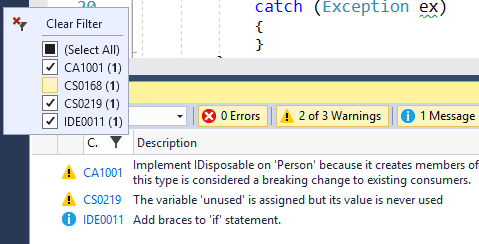 20
catch (Exception ex)
{
}
Clear Filter
(Select All)
CA1001 (1)
CS0168 (1)
CS0219 (1)
IDE0011 (1)
0 Errors
2 of 3 Warnings
1 Message
C.
Description
CA1001
Implement IDisposable on 'Person' because it creates members of
this type is considered a breaking change to existing consumers.
CS0219
The variable 'unused' is assigned but its value is never used
IDE0011
Add braces to 'if' statement.